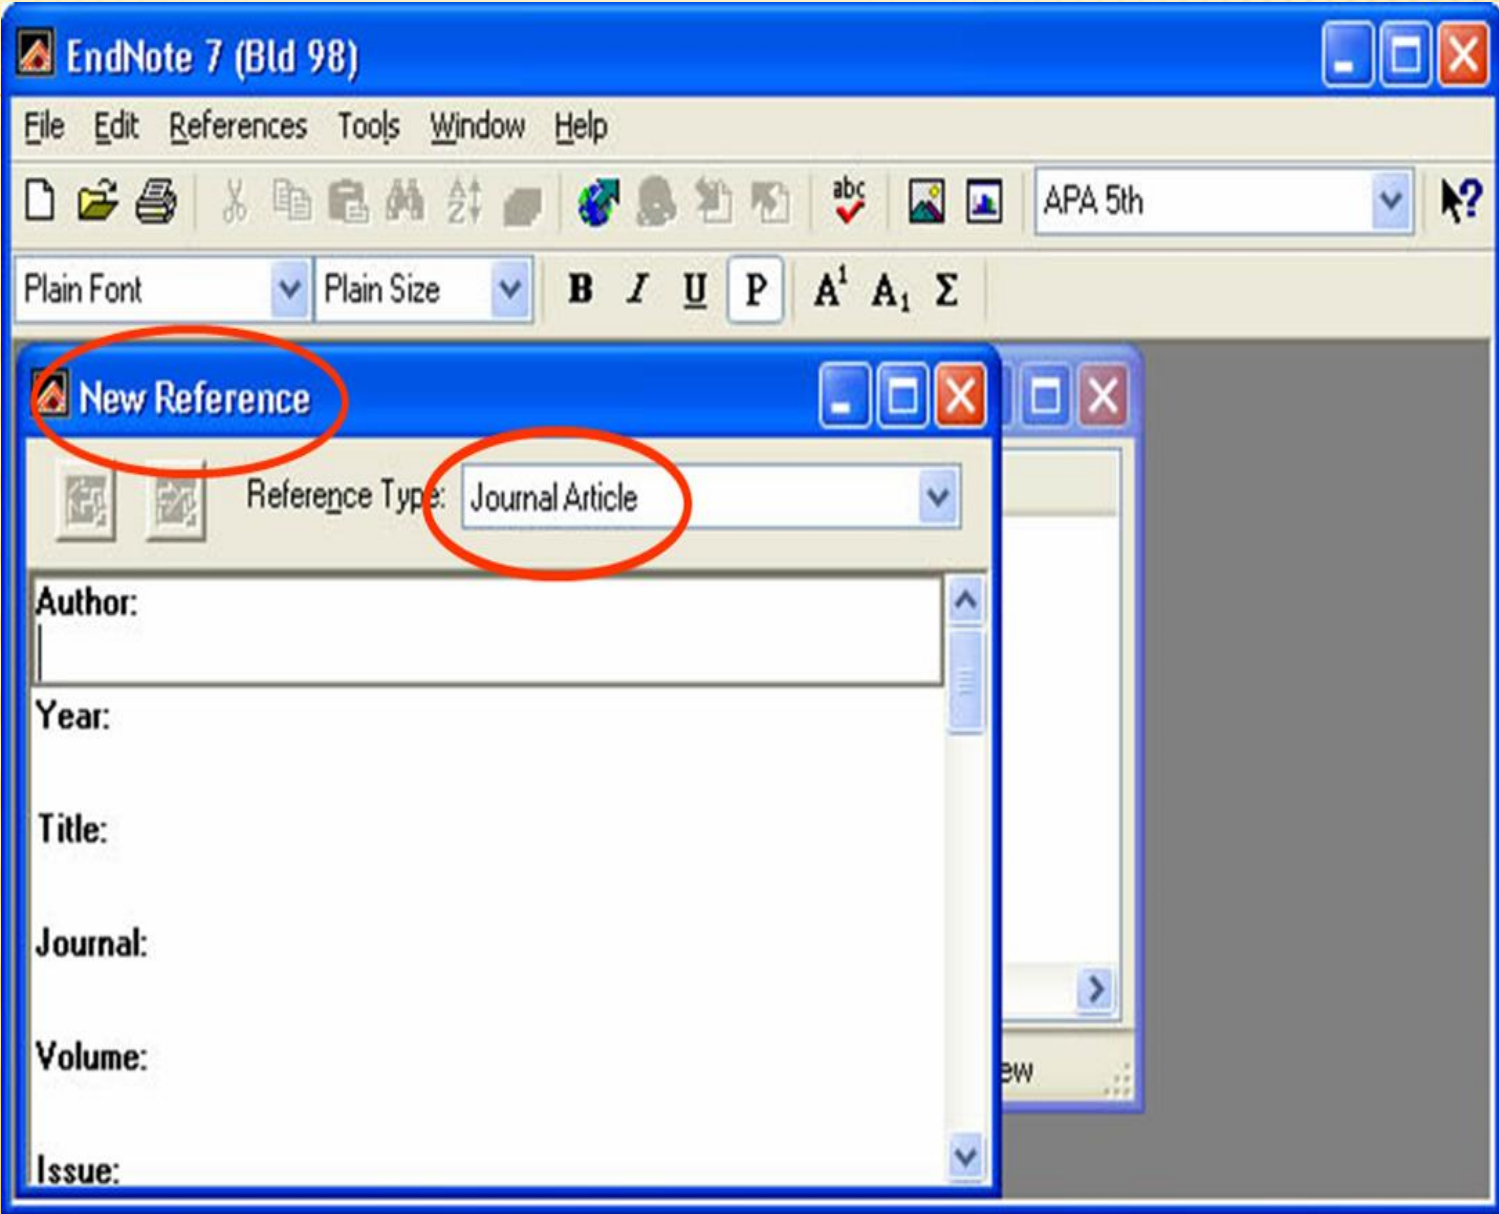 EndNote 7 (Bld 98)
File Edit References Tools Window Help
abc APA 5th ?
Plain Font Plain Size B I U P A1 A1 Σ
New Reference
Reference Type: Journal Article
Author:
Year:
Title:
Journal:
Volume:
ew
Issue: